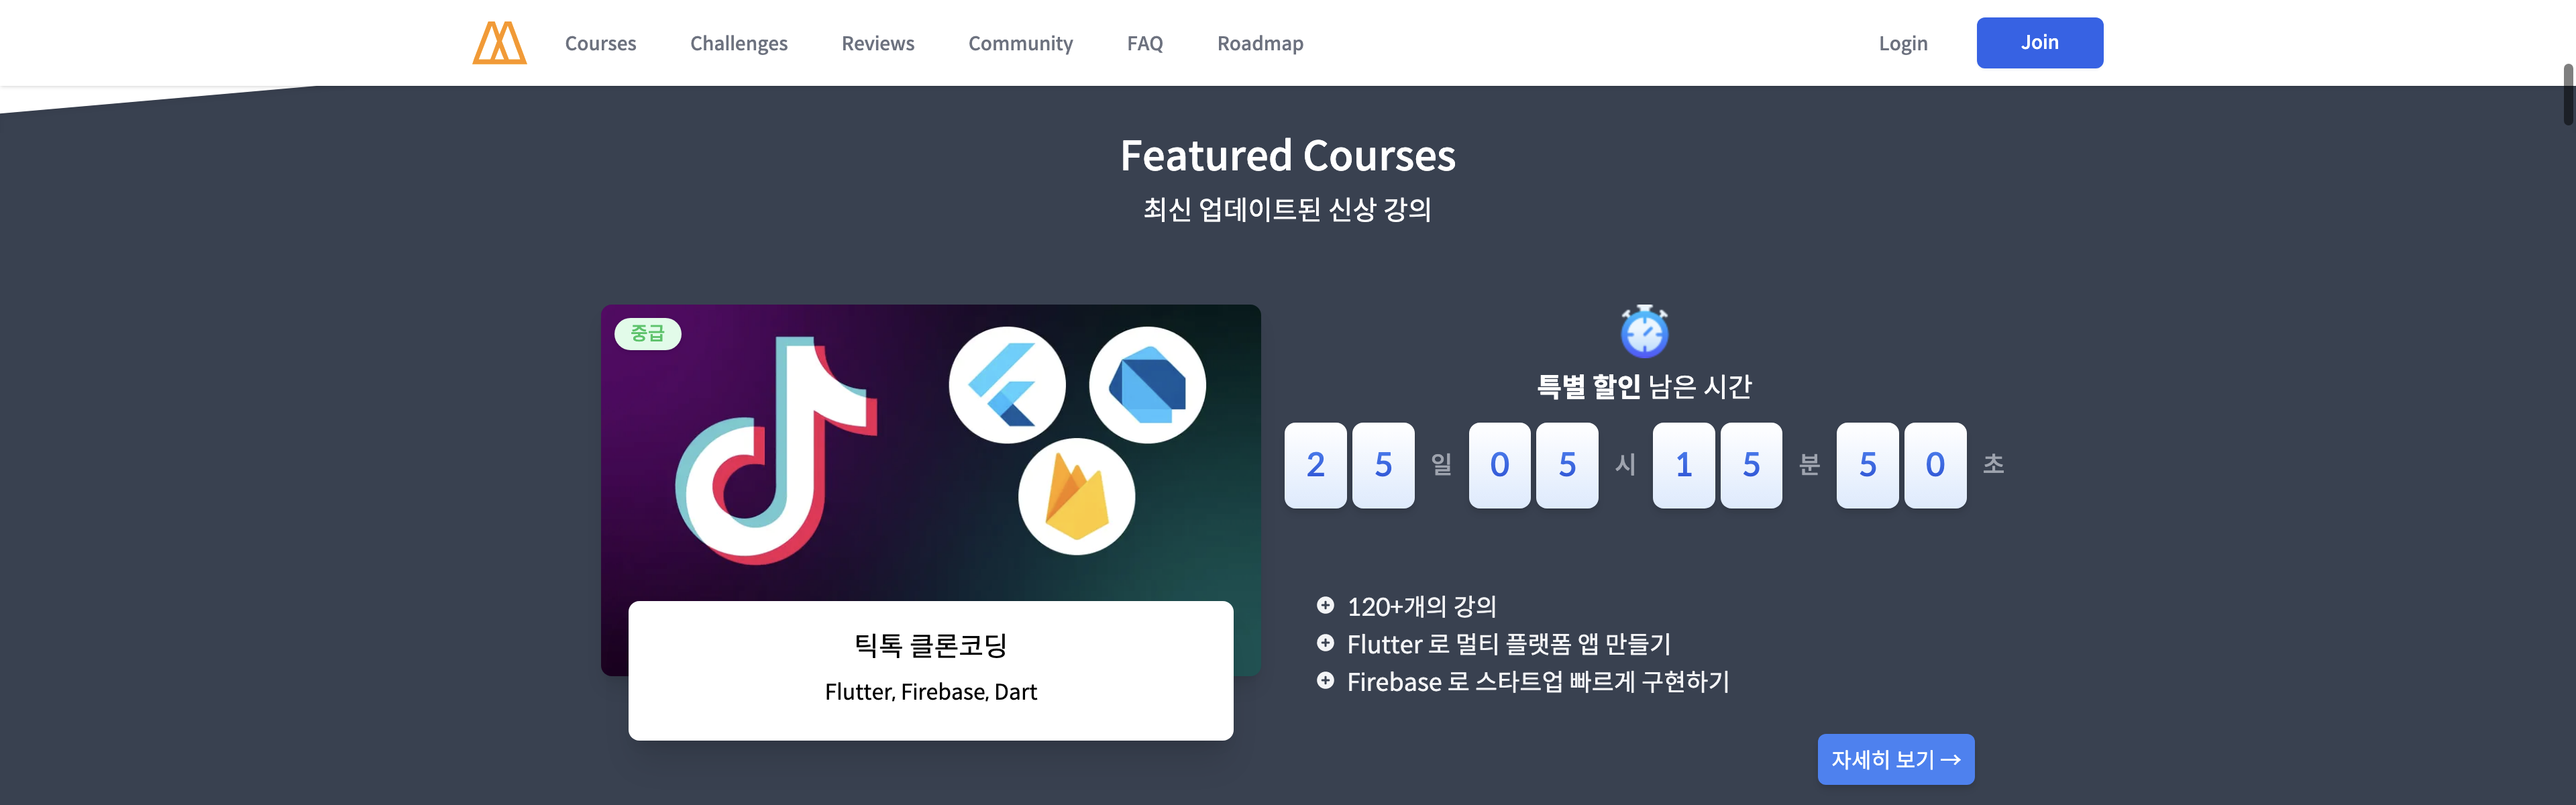 Courses Challenges Reviews Community FAQ Roadmap Login Join
Featured Courses
최신 업데이트된 신상 강의
중급
틱톡 클론코딩
Flutter, Firebase, Dart
특별 할인 남은 시간
2 5 일 0 5 시 1 5 분 5 0 초
120+개의 강의
Flutter 로 멀티 플랫폼 앱 만들기
Firebase 로 스타트업 빠르게 구현하기
자세히 보기 →